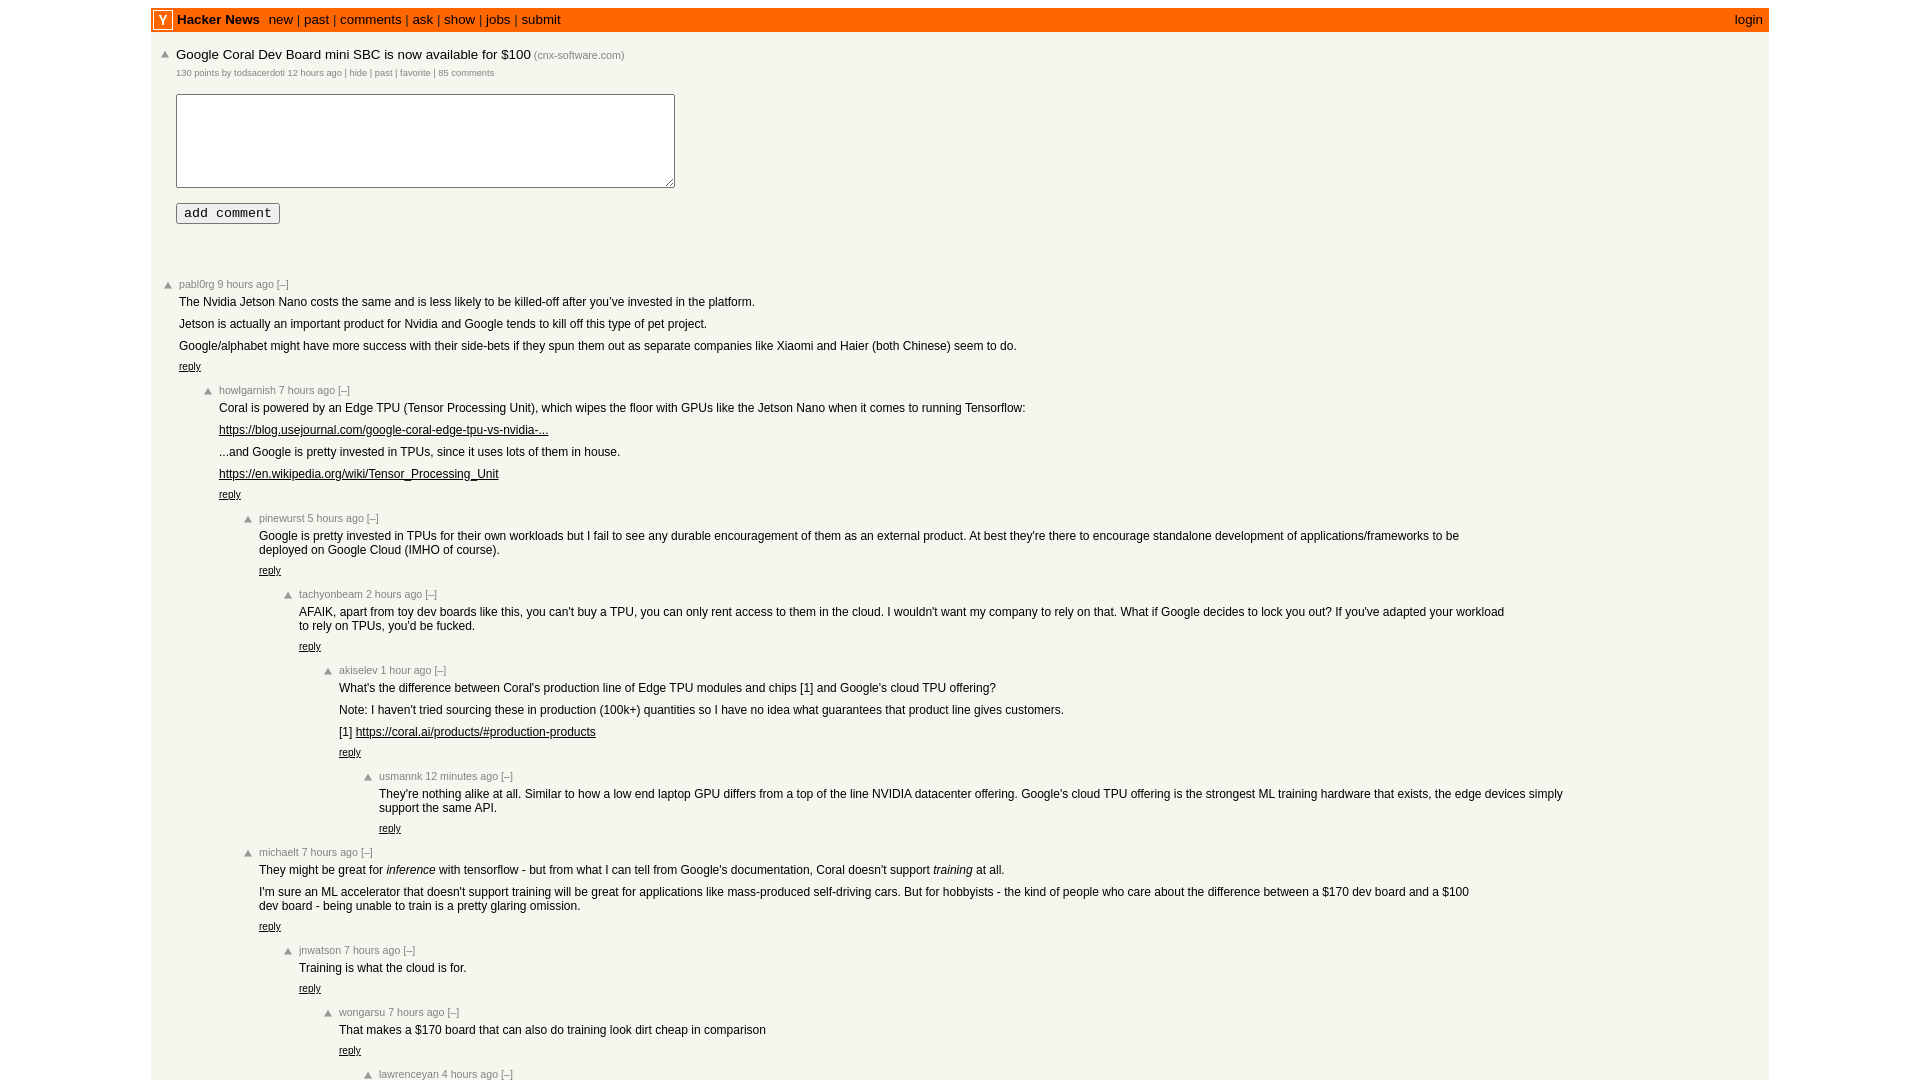 Y Hacker News new | past | comments | ask | show | jobs | submit login
Google Coral Dev Board mini SBC is now available for $100 (cnx-software.com)
130 points by todsacerdoti 12 hours ago | hide | past | favorite | 85 comments
add comment
pabl0rg 9 hours ago [–]
The Nvidia Jetson Nano costs the same and is less likely to be killed-off after you've invested in the platform.
Jetson is actually an important product for Nvidia and Google tends to kill off this type of pet project.
Google/alphabet might have more success with their side-bets if they spun them out as separate companies like Xiaomi and Haier (both Chinese) seem to do.
reply
howlgarnish 7 hours ago [–]
Coral is powered by an Edge TPU (Tensor Processing Unit), which wipes the floor with GPUs like the Jetson Nano when it comes to running Tensorflow:
https://blog.usejournal.com/google-coral-edge-tpu-vs-nvidia-...
...and Google is pretty invested in TPUs, since it uses lots of them in house.
https://en.wikipedia.org/wiki/Tensor_Processing_Unit
reply
pinewurst 5 hours ago [–]
Google is pretty invested in TPUs for their own workloads but I fail to see any durable encouragement of them as an external product. At best they're there to encourage standalone development of applications/frameworks to be
deployed on Google Cloud (IMHO of course).
reply
tachyonbeam 2 hours ago [–]
AFAIK, apart from toy dev boards like this, you can't buy a TPU, you can only rent access to them in the cloud. I wouldn't want my company to rely on that. What if Google decides to lock you out? If you've adapted your workload
to rely on TPUs, you'd be fucked.
reply
akiselev 1 hour ago [–]
What's the difference between Coral's production line of Edge TPU modules and chips [1] and Google's cloud TPU offering?
Note: I haven't tried sourcing these in production (100k+) quantities so I have no idea what guarantees that product line gives customers.
[1] https://coral.ai/products/#production-products
reply
usmannk 12 minutes ago [–]
They're nothing alike at all. Similar to how a low end laptop GPU differs from a top of the line NVIDIA datacenter offering. Google's cloud TPU offering is the strongest ML training hardware that exists, the edge devices simply
support the same API.
reply
michaelt 7 hours ago [–]
They might be great for inference with tensorflow - but from what I can tell from Google's documentation, Coral doesn't support training at all.
I'm sure an ML accelerator that doesn't support training will be great for applications like mass-produced self-driving cars. But for hobbyists - the kind of people who care about the difference between a $170 dev board and a $100
dev board - being unable to train is a pretty glaring omission.
reply
jnwatson 7 hours ago [–]
Training is what the cloud is for.
reply
wongarsu 7 hours ago [–]
That makes a $170 board that can also do training look dirt cheap in comparison
reply
lawrenceyan 4 hours ago [–]